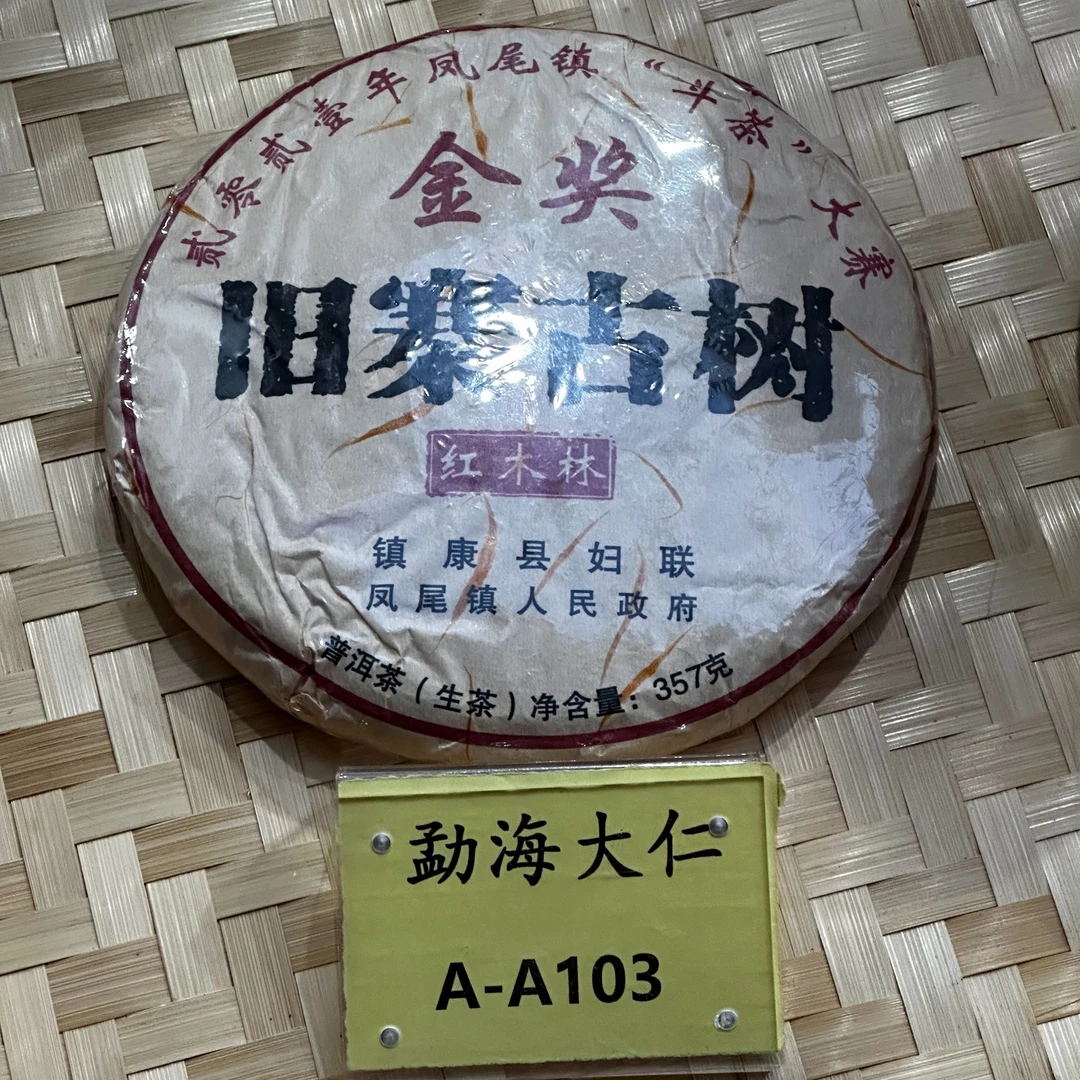 贰零贰壹年凤尾镇“斗茶”大赛
金奖
旧寨古树
红木林
镇康县妇联
凤尾镇人民政府
普洱茶(生茶)净含量:357克
勐海大仁
A-A103